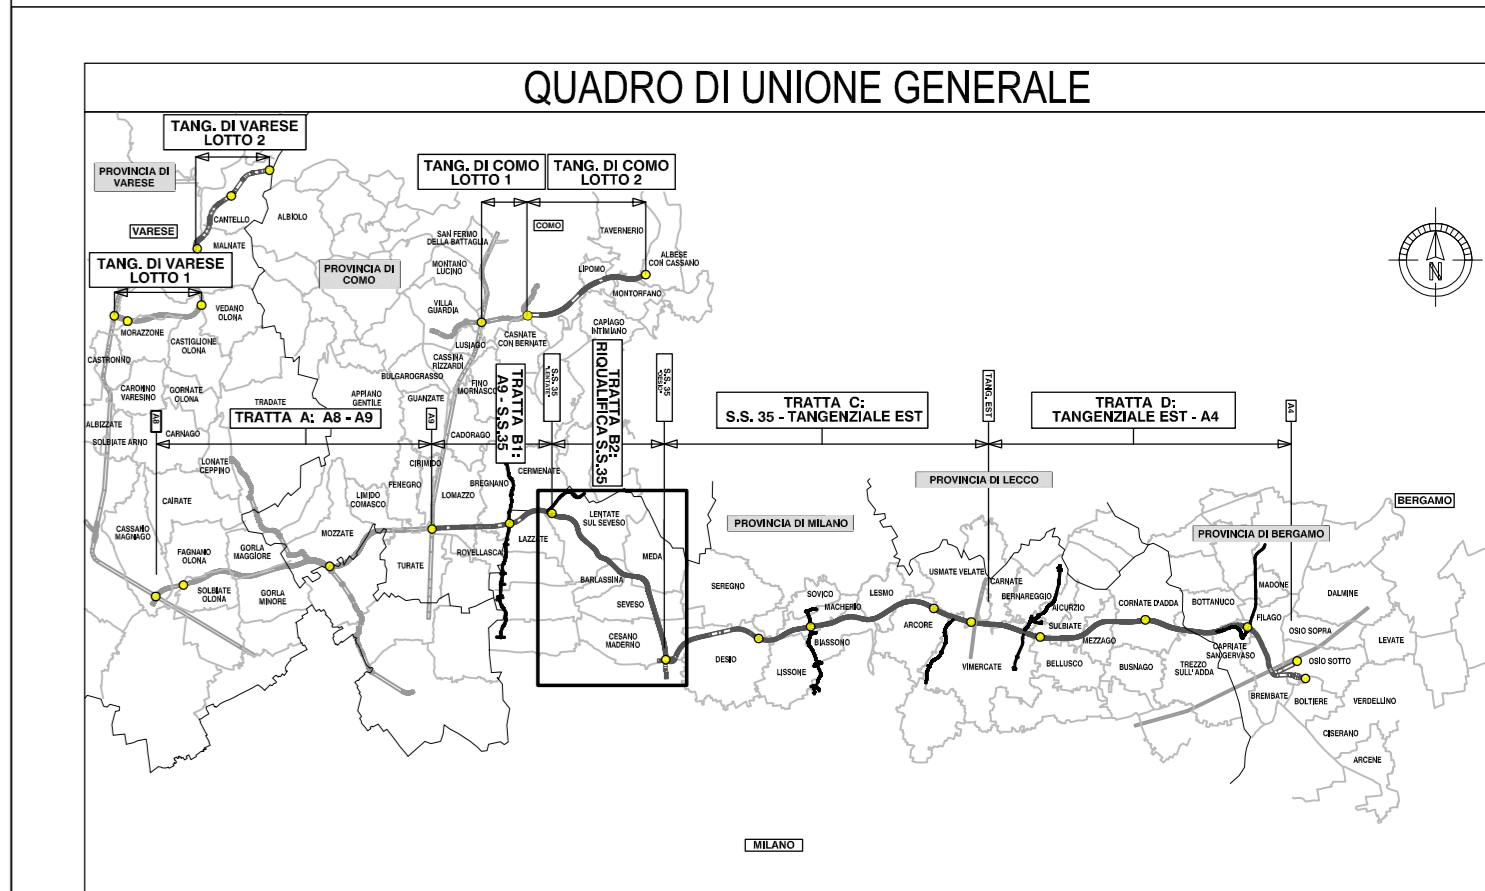 QUADRO DI UNIONE GENERALE
TANG. DI VARESE
LOTTO 2
PROVINCIA DI
VARESE
CANTELLO
ALBIOLO
VARESE
MALNATE
TANG. DI VARESE
LOTTO 1
PROVINCIA DI
COMO
TANG. DI COMO
LOTTO 1
TANG. DI COMO
LOTTO 2
SAN FERMO
DELLA BATTAGLIA
COMO
TAVERNERIO
ALBESE
CON CASSANO
MONTANO
LUCINO
LIPOMO
MONTORFANO
N
VEDANO
OLONA
VILLA
GUARDIA
MORAZZONE
CASTIGLIONE
OLONA
LUSIAGO
CASNATE
CON BERNATE
CAPIAGO
INTIMIANO
CASTRONNO
CASSINA
RIZZARDI
BULGAROGRASSO
FINO
MORNASCO
CARONNO
VARESINO
GORNATE
OLONA
TRADATE
APPIANO
GENTILE
GUANZATE
TRATTA B1:
A9 - S.S.35
S.S. 35
TRATTA B2:
RIQUALIFICA S.S.35
S.S. 35
TRATTA C:
S.S. 35 - TANGENZIALE EST
TANG. EST
TRATTA D:
TANGENZIALE EST - A4
A4
A8
TRATTA A: A8 - A9
A9
ALBIZZATE
SOLBIATE ARNO
CARNAGO
CADORAGO
LONATE
CEPPINO
CIRIMIDO
CERMENATE
FENEGRO
BREGNANO
CAIRATE
LIMIDO
COMASCO
LOMAZZO
LENTATE
SUL SEVESO
PROVINCIA DI LECCO
BERGAMO
PROVINCIA DI MILANO
PROVINCIA DI BERGAMO
CASSANO
MAGNAGO
MOZZATE
LAZZATE
FAGNANO
OLONA
GORLA
MAGGIORE
ROVELLASCA
MEDA
TURATE
BARLASSINA
SEREGNO
USMATE VELATE
CARNATE
MADONE
SOLBIATE
OLONA
GORLA
MINORE
SEVESO
SOVICO
LESMO
BERNAREGGIO
DALMINE
MACHERIO
AICURZIO
CORNATE D'ADDA
BOTTANUCO
ARCORE
SULBIATE
FILAGO
CESANO
MADERNO
BIASSONO
MEZZAGO
OSIO SOPRA
LEVATE
DESIO
LISSONE
VIMERCATE
BELLUSCO
BUSNAGO
TREZZO
SULL'ADDA
CAPRIATE
SANGERVASO
OSIO SOTTO
BREMBATE
BOLTIERE
VERDELLINO
CISERANO
ARCENE
MILANO